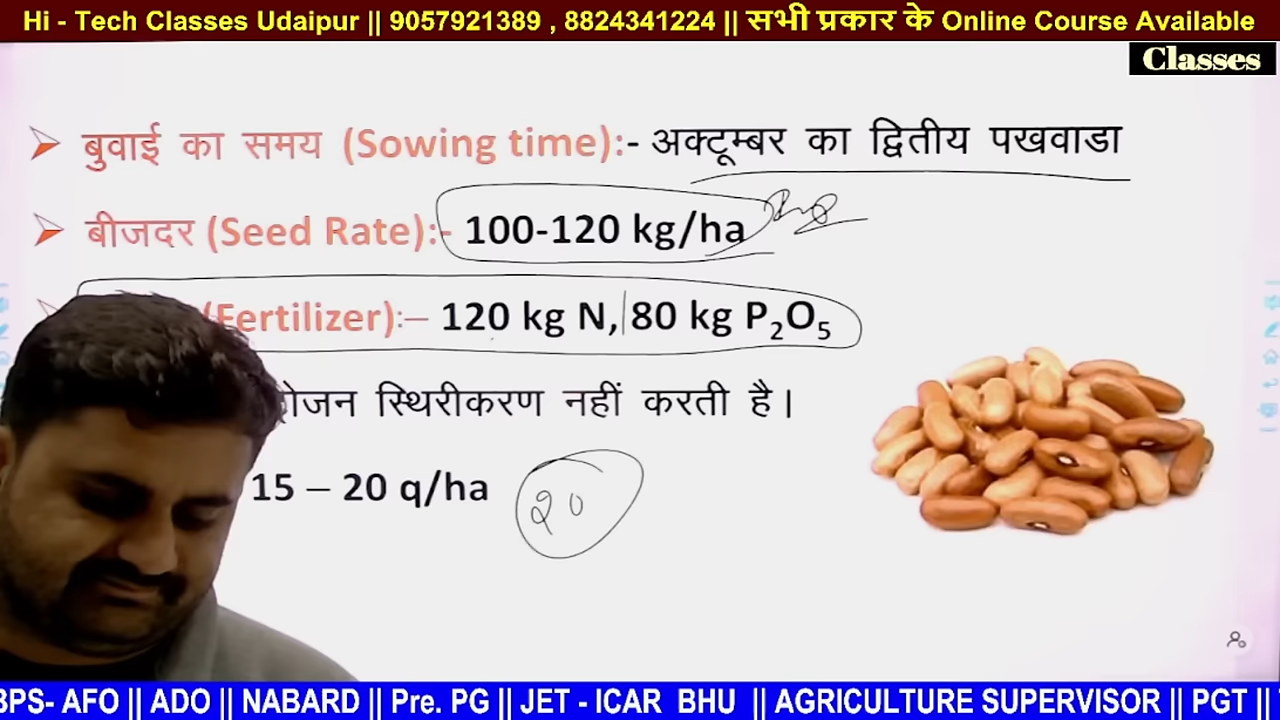 Hi - Tech Classes Udaipur || 9057921389 , 8824341224 || सभी प्रकार के Online Course Available
Classes
➢ बुवाई का समय (Sowing time):- अक्टूम्बर का द्वितीय पखवाडा
➢ बीजदर (Seed Rate):- 100-120 kg/ha
(Fertilizer):– 120 kg N, 80 kg P₂O₅
स्थिरीकरण नहीं करती है।
15 – 20 q/ha २०
BPS- AFO || ADO || NABARD || Pre. PG || JET - ICAR BHU || AGRICULTURE SUPERVISOR || PGT ||